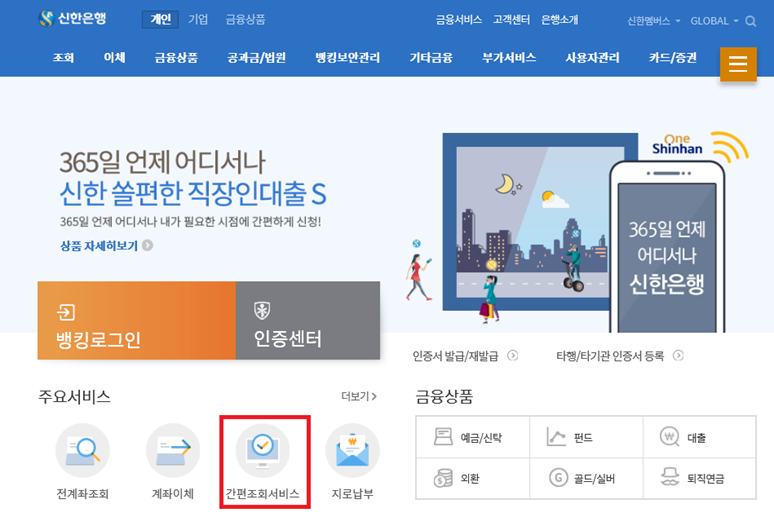 신한은행 개인 기업 금융상품 금융서비스 고객센터 은행소개 신한멤버스 GLOBAL
조회 이체 금융상품 공과금/법원 뱅킹보안관리 기타금융 부가서비스 사용자관리 카드/증권
365일 언제 어디서나
신한 쏠편한 직장인대출 S
365일 언제 어디서나 내가 필요한 시점에 간편하게 신청!
상품 자세히보기
One
Shinhan
365일 언제
어디서나
신한은행
뱅킹로그인
인증센터
인증서 발급/재발급 타행/타기관 인증서 등록
주요서비스 더보기
전계좌조회 계좌이체 간편조회서비스 지로납부
금융상품
예금/신탁 펀드 대출
외환 골드/실버 퇴직연금